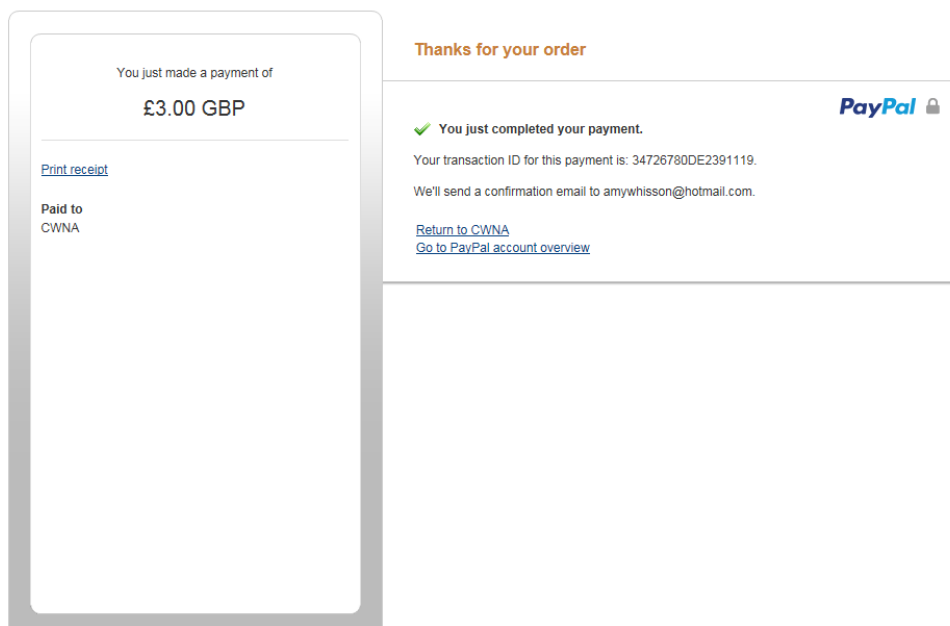 You just made a payment of
£3.00 GBP
Print receipt
Paid to
CWNA
Thanks for your order
PayPal
You just completed your payment.
Your transaction ID for this payment is: 34726780DE2391119.
We'll send a confirmation email to amywhisson@hotmail.com.
Return to CWNA
Go to PayPal account overview